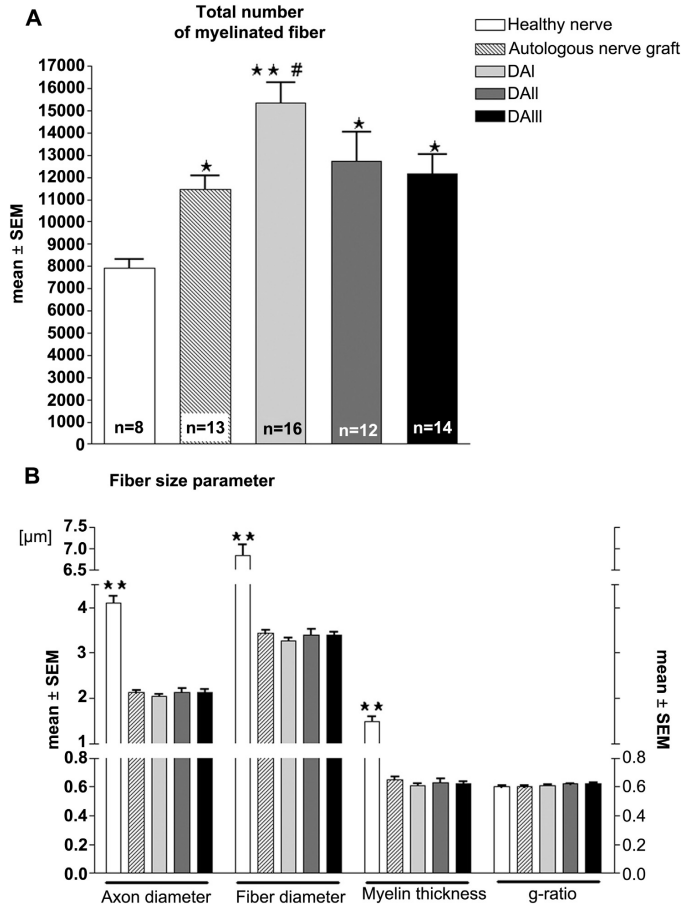 A
Total number
of myelinated fiber
Healthy nerve
Autologous nerve graft
DAI
DAII
DAIII
mean ± SEM
17000
16000
15000
14000
13000
12000
11000
10000
9000
8000
7000
6000
5000
4000
3000
2000
1000
0
★
★★ #
★
★
n=8
n=13
n=16
n=12
n=14
B
Fiber size parameter
[µm]
7.5
7.0
6.5
4
3
2
1
0.8
0.6
0.4
0.2
0.0
mean ± SEM
★★
★★
★★
mean ± SEM
0.8
0.6
0.4
0.2
0.0
Axon diameter
Fiber diameter
Myelin thickness
g-ratio